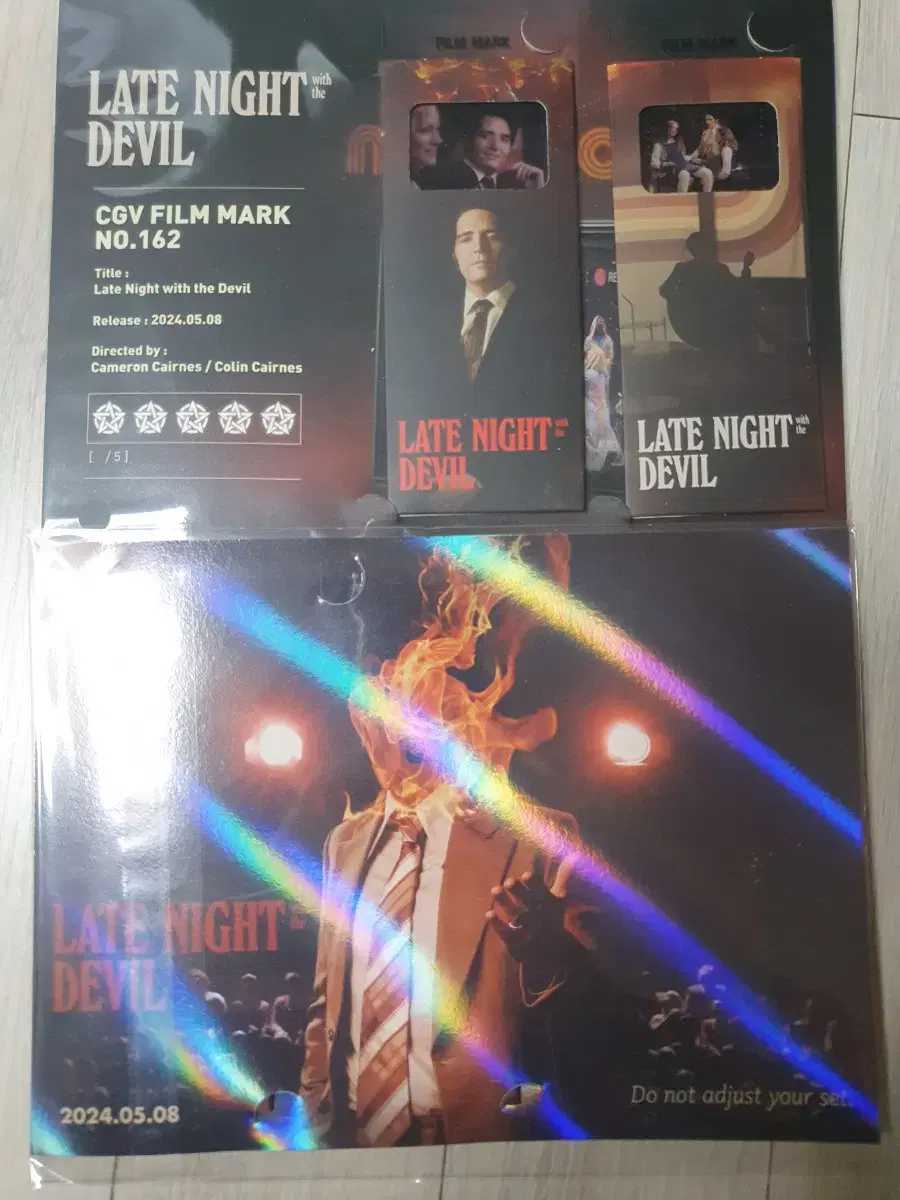 LATE NIGHT with the
DEVIL
CGV FILM MARK
NO.162
Title :
Late Night with the Devil
Release : 2024.05.08
Directed by :
Cameron Cairnes / Colin Cairnes
[ /5]
FILM MARK
LATE NIGHT with the
DEVIL
FILM MARK
LATE NIGHT with the
DEVIL
RE
LATE NIGHT
DEVIL
2024.05.08
Do not adjust your set.